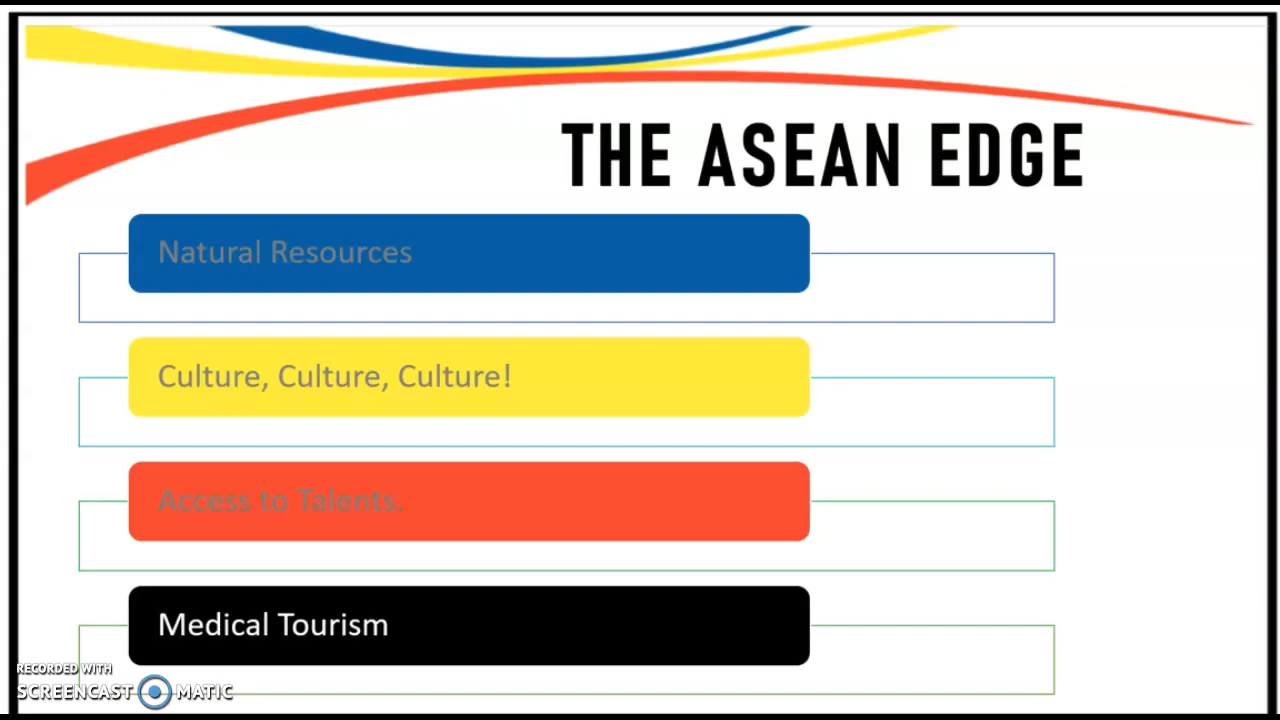 THE ASEAN EDGE
Natural Resources
Culture, Culture, Culture!
Access to Talents.
Medical Tourism
RECORDED WITH
SCREENCAST MATIC